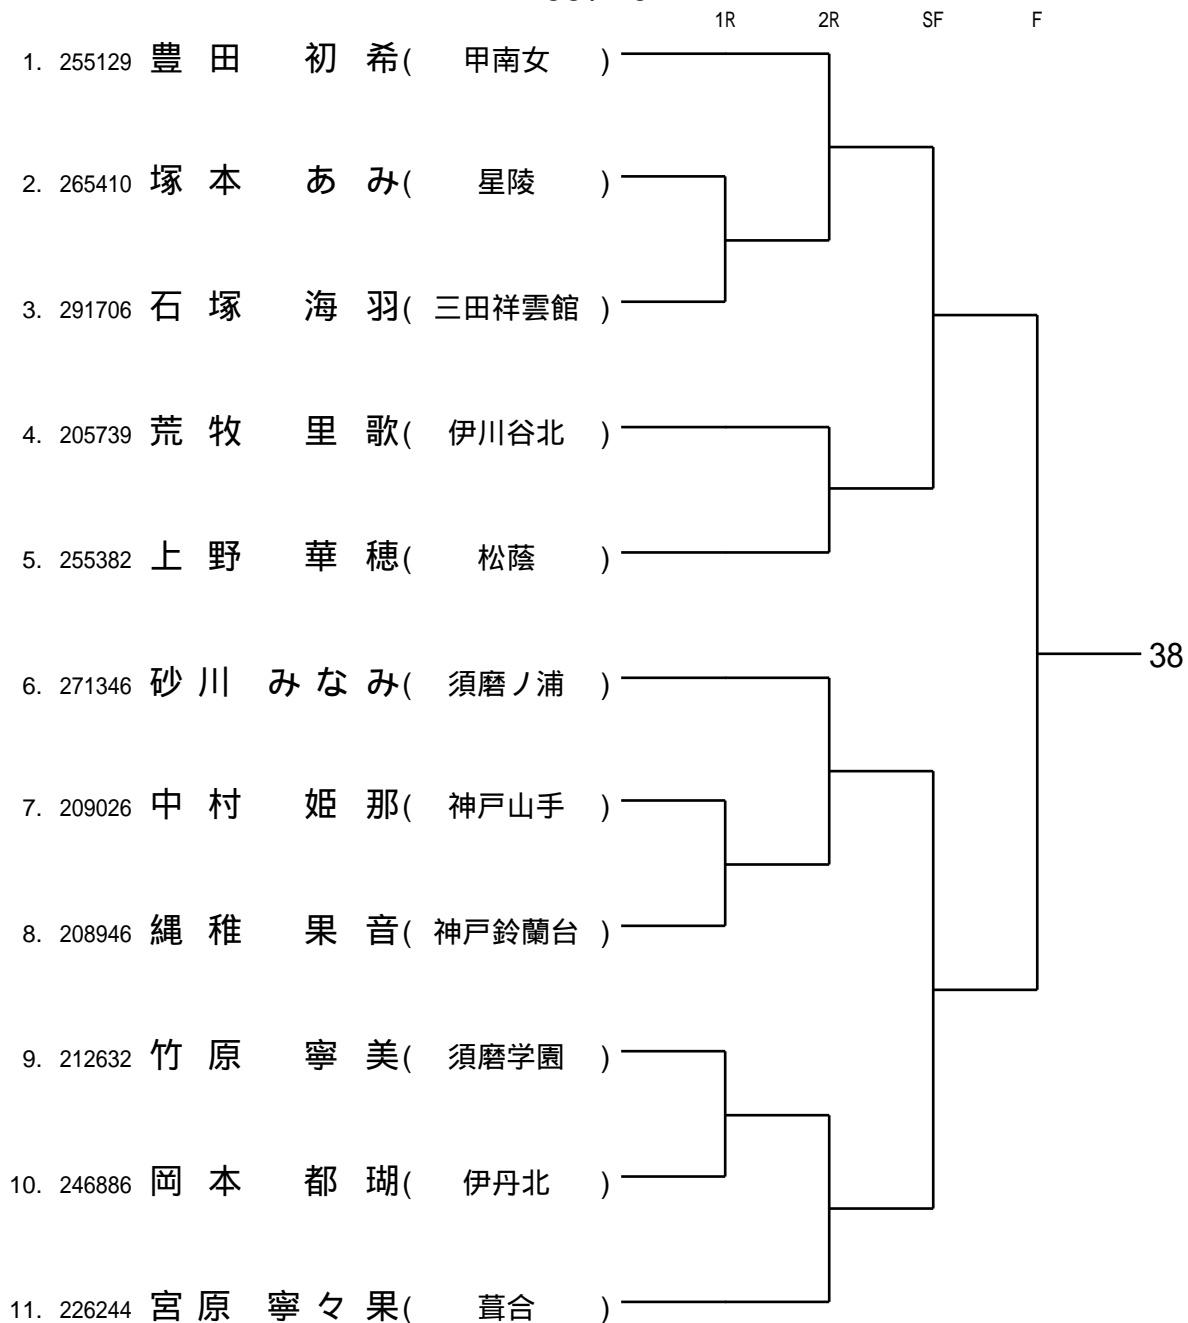 1R 2R SF F
1. 255129 豊田 初希( 甲南女 )
2. 265410 塚本 あみ( 星陵 )
3. 291706 石塚 海羽( 三田祥雲館 )
4. 205739 荒牧 里歌( 伊川谷北 )
5. 255382 上野 華穂( 松蔭 )
38
6. 271346 砂川 みなみ( 須磨ノ浦 )
7. 209026 中村 姫那( 神戸山手 )
8. 208946 縄稚 果音( 神戸鈴蘭台 )
9. 212632 竹原 寧美( 須磨学園 )
10. 246886 岡本 都瑚( 伊丹北 )
11. 226244 宮原 寧々果( 葺合 )